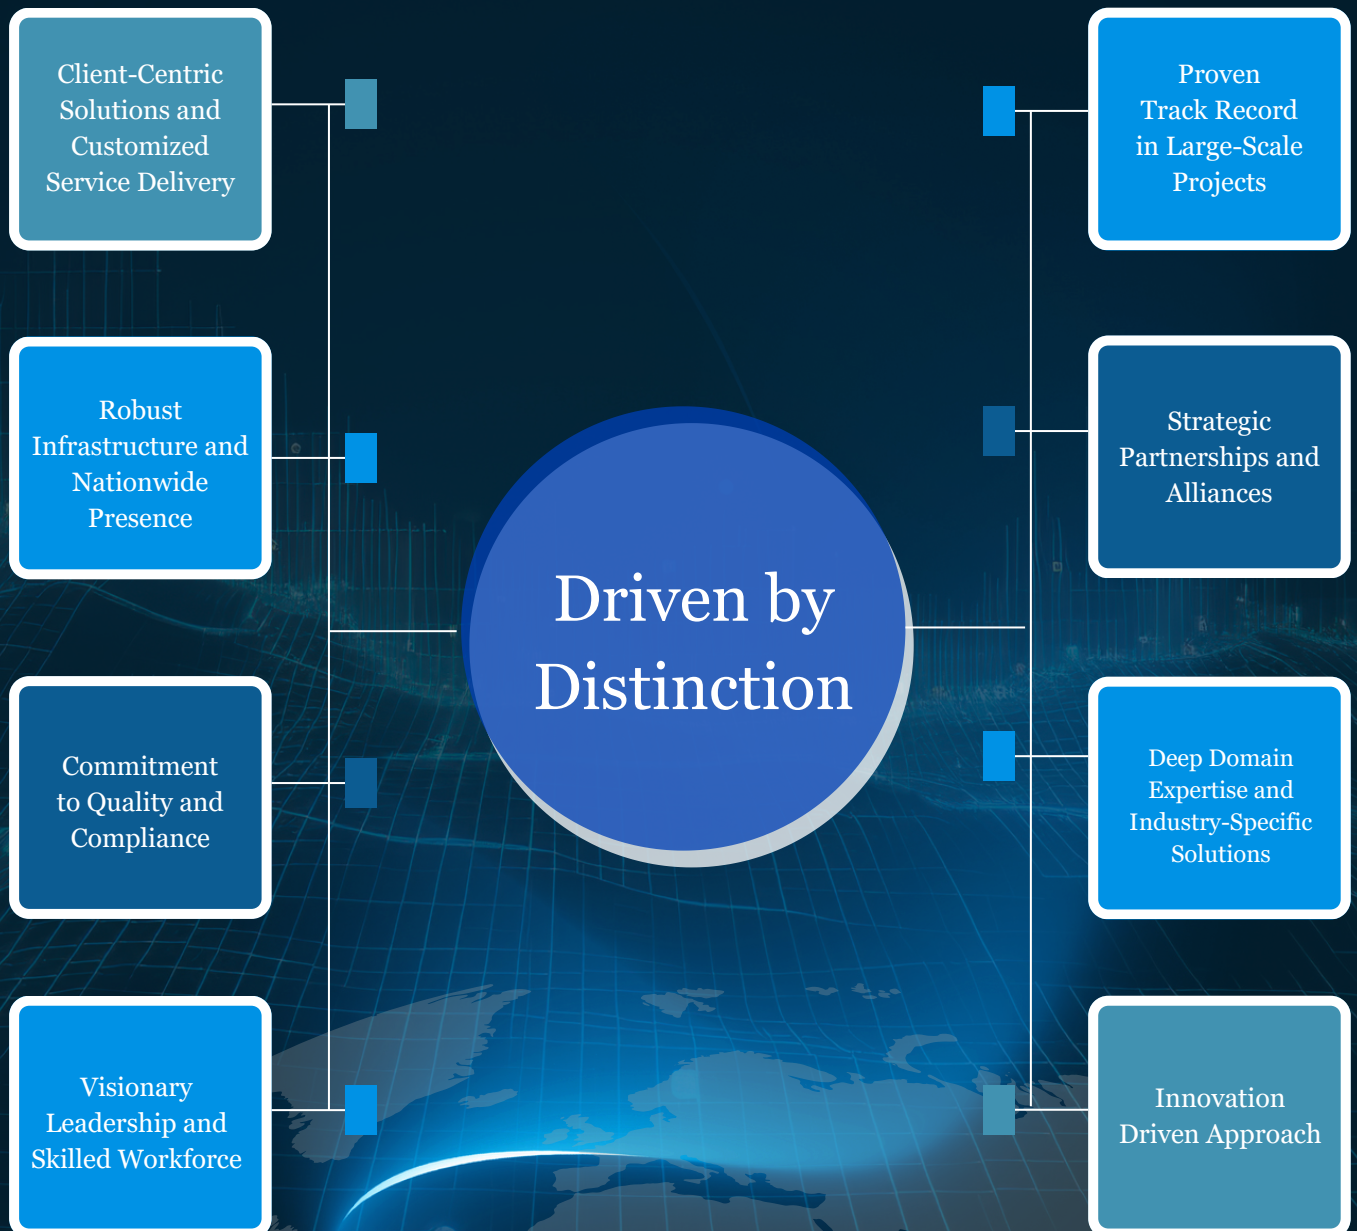 Client-Centric
Solutions and
Customized
Service Delivery
Robust
Infrastructure and
Nationwide
Presence
Commitment
to Quality and
Compliance
Visionary
Leadership and
Skilled Workforce
Driven by
Distinction
Proven
Track Record
in Large-Scale
Projects
Strategic
Partnerships and
Alliances
Deep Domain
Expertise and
Industry-Specific
Solutions
Innovation
Driven Approach